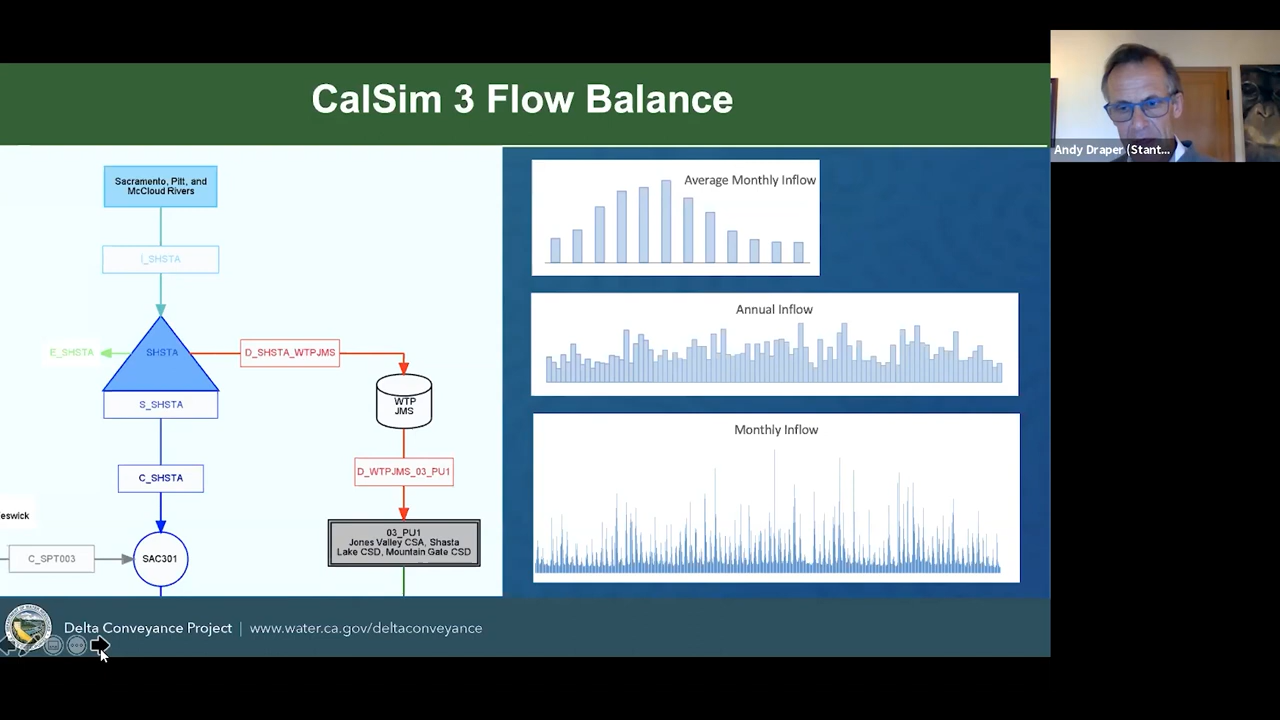 CalSim 3 Flow Balance
Andy Draper (Stant...
Sacramento, Pitt, and
McCloud Rivers
I_SHSTA
E_SHSTA
SHSTA
D_SHSTA_WTPJMS
S_SHSTA
WTP
JMS
C_SHSTA
D_WTPJMS_03_PU1
eswick
03_PU1
Jones Valley CSA, Shasta
Lake CSD, Mountain Gate CSD
C_SPT003
SAC301
Average Monthly Inflow
Annual Inflow
Monthly Inflow
Delta Conveyance Project | www.water.ca.gov/deltaconveyance